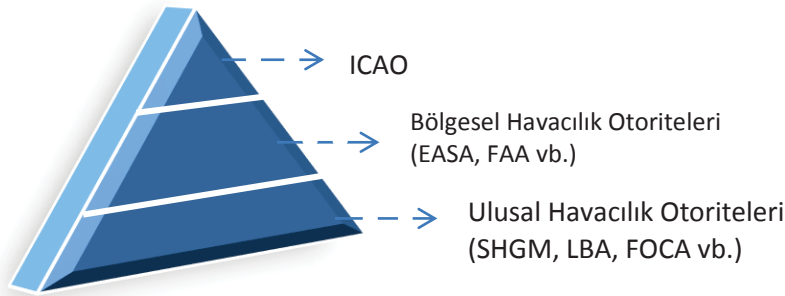 ICAO
Bölgesel Havacılık Otoriteleri
(EASA, FAA vb.)
Ulusal Havacılık Otoriteleri
(SHGM, LBA, FOCA vb.)